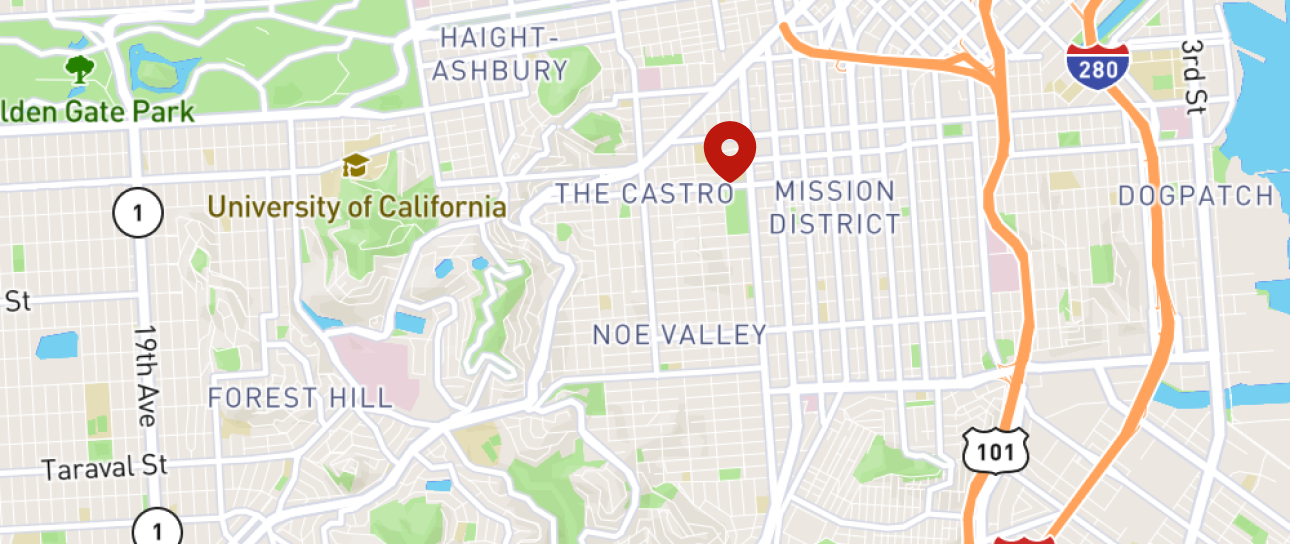 HAIGHT-
ASHBURY
280
3rd St
lden Gate Park
THE CASTRO
MISSION
DISTRICT
DOGPATCH
1
University of California
St
19th Ave
NOE VALLEY
FOREST HILL
101
Taraval St
1